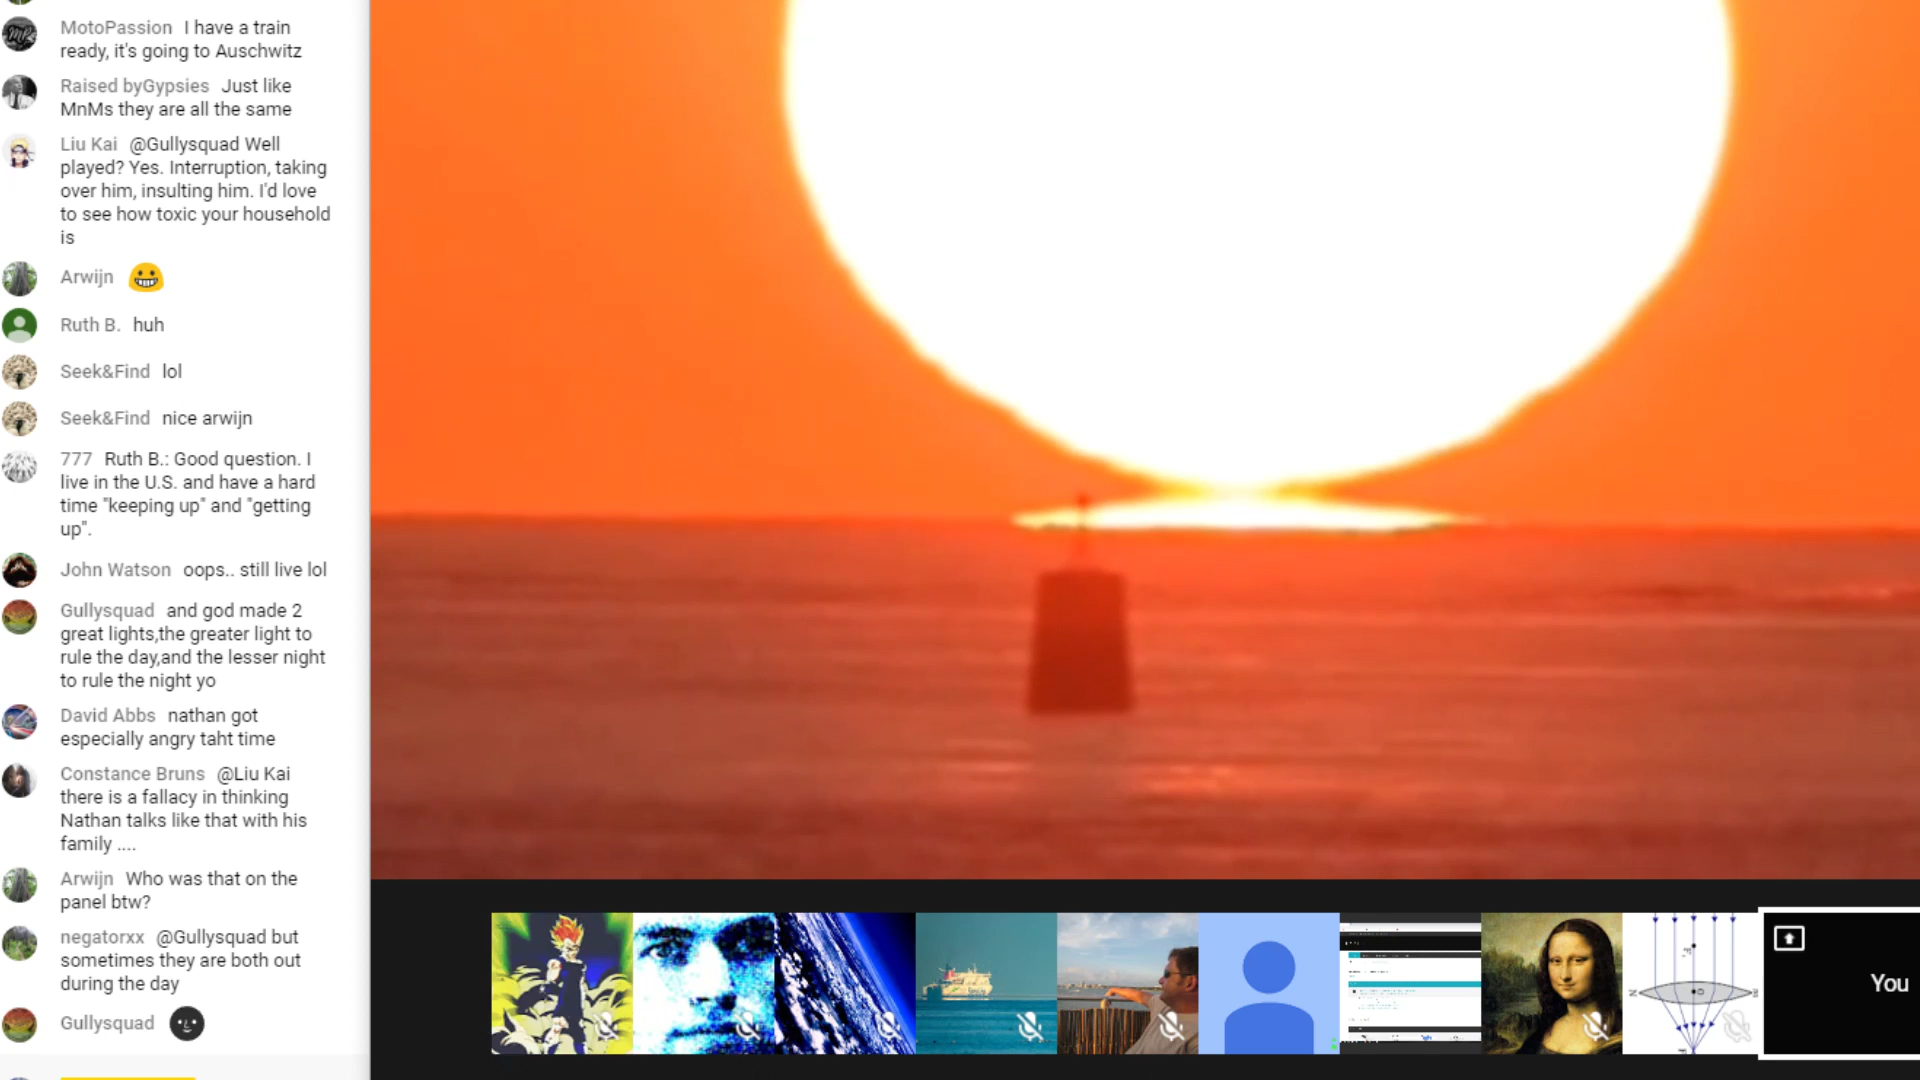 MotoPassion I have a train
ready, it's going to Auschwitz
Raised byGypsies Just like
MnMs they are all the same
Liu Kai @Gullysquad Well
played? Yes. Interruption, taking
over him, insulting him. I'd love
to see how toxic your household
is
Arwijn
Ruth B. huh
Seek&Find lol
Seek&Find nice arwijn
777 Ruth B.: Good question. I
live in the U.S. and have a hard
time "keeping up" and "getting
up".
John Watson oops.. still live lol
Gullysquad and god made 2
great lights,the greater light to
rule the day,and the lesser night
to rule the night yo
David Abbs nathan got
especially angry taht time
Constance Bruns @Liu Kai
there is a fallacy in thinking
Nathan talks like that with his
family ....
Arwijn Who was that on the
panel btw?
negatorxx @Gullysquad but
sometimes they are both out
during the day
Gullysquad
You